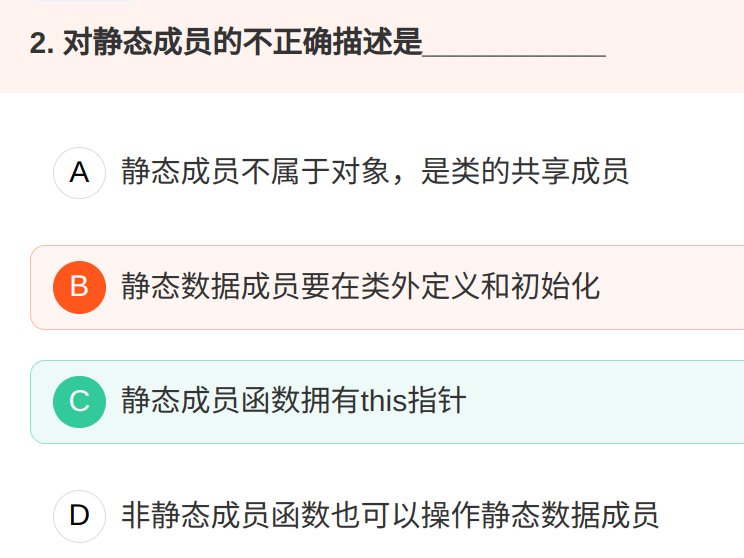 2. 对静态成员的不正确描述是___________
A 静态成员不属于对象，是类的共享成员
B 静态数据成员要在类外定义和初始化
C 静态成员函数拥有this指针
D 非静态成员函数也可以操作静态数据成员